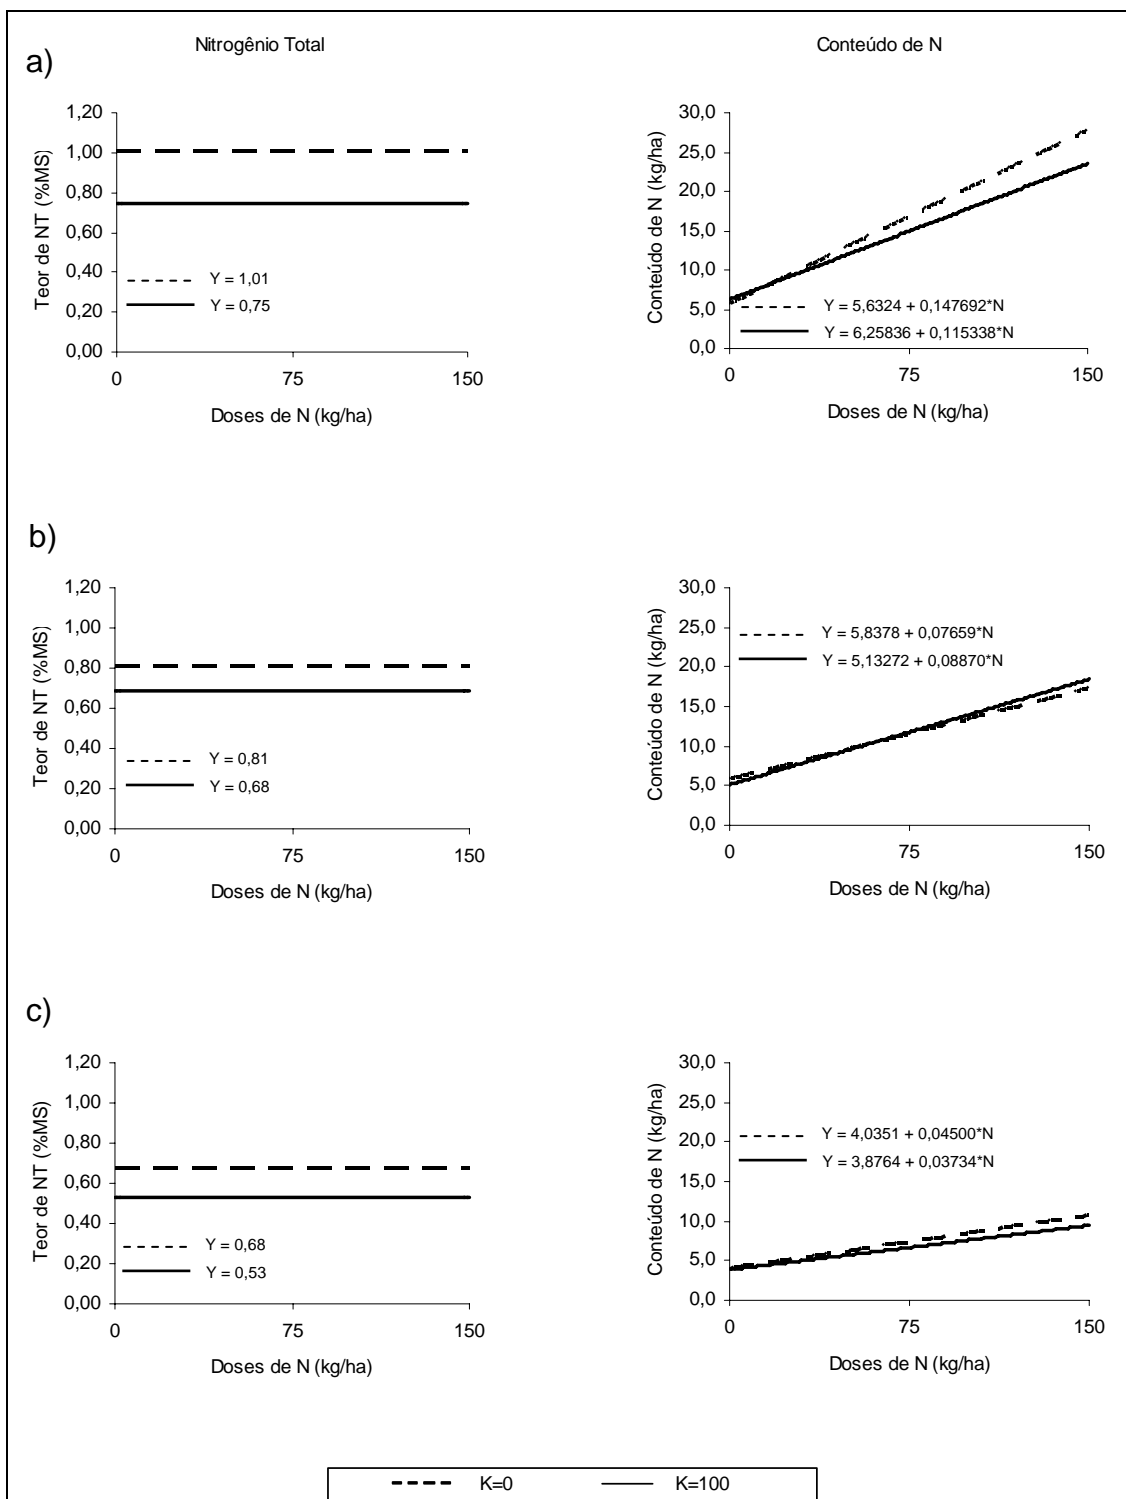 Nitrogênio Total
Conteúdo de N
a)
Teor de NT (%MS)
1,20
1,00
0,80
0,60
0,40
0,20
0,00
Y = 1,01
Y = 0,75
0 75 150
Doses de N (kg/ha)
Conteúdo de N (kg/ha)
30,0
25,0
20,0
15,0
10,0
5,0
0,0
Y = 5,6324 + 0,147692*N
Y = 6,25836 + 0,115338*N
0 75 150
Doses de N (kg/ha)
b)
Teor de NT (%MS)
1,20
1,00
0,80
0,60
0,40
0,20
0,00
Y = 0,81
Y = 0,68
0 75 150
Doses de N (kg/ha)
Conteúdo de N (kg/ha)
30,0
25,0
20,0
15,0
10,0
5,0
0,0
Y = 5,8378 + 0,07659*N
Y = 5,13272 + 0,08870*N
0 75 150
Doses de N (kg/ha)
c)
Teor de NT (%MS)
1,20
1,00
0,80
0,60
0,40
0,20
0,00
Y = 0,68
Y = 0,53
0 75 150
Doses de N (kg/ha)
Conteúdo de N (kg/ha)
30,0
25,0
20,0
15,0
10,0
5,0
0,0
Y = 4,0351 + 0,04500*N
Y = 3,8764 + 0,03734*N
0 75 150
Doses de N (kg/ha)
K=0 K=100